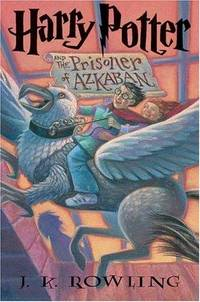 Harry Potter
AND THE Prisoner
of AZKABAN
J. K. ROWLING